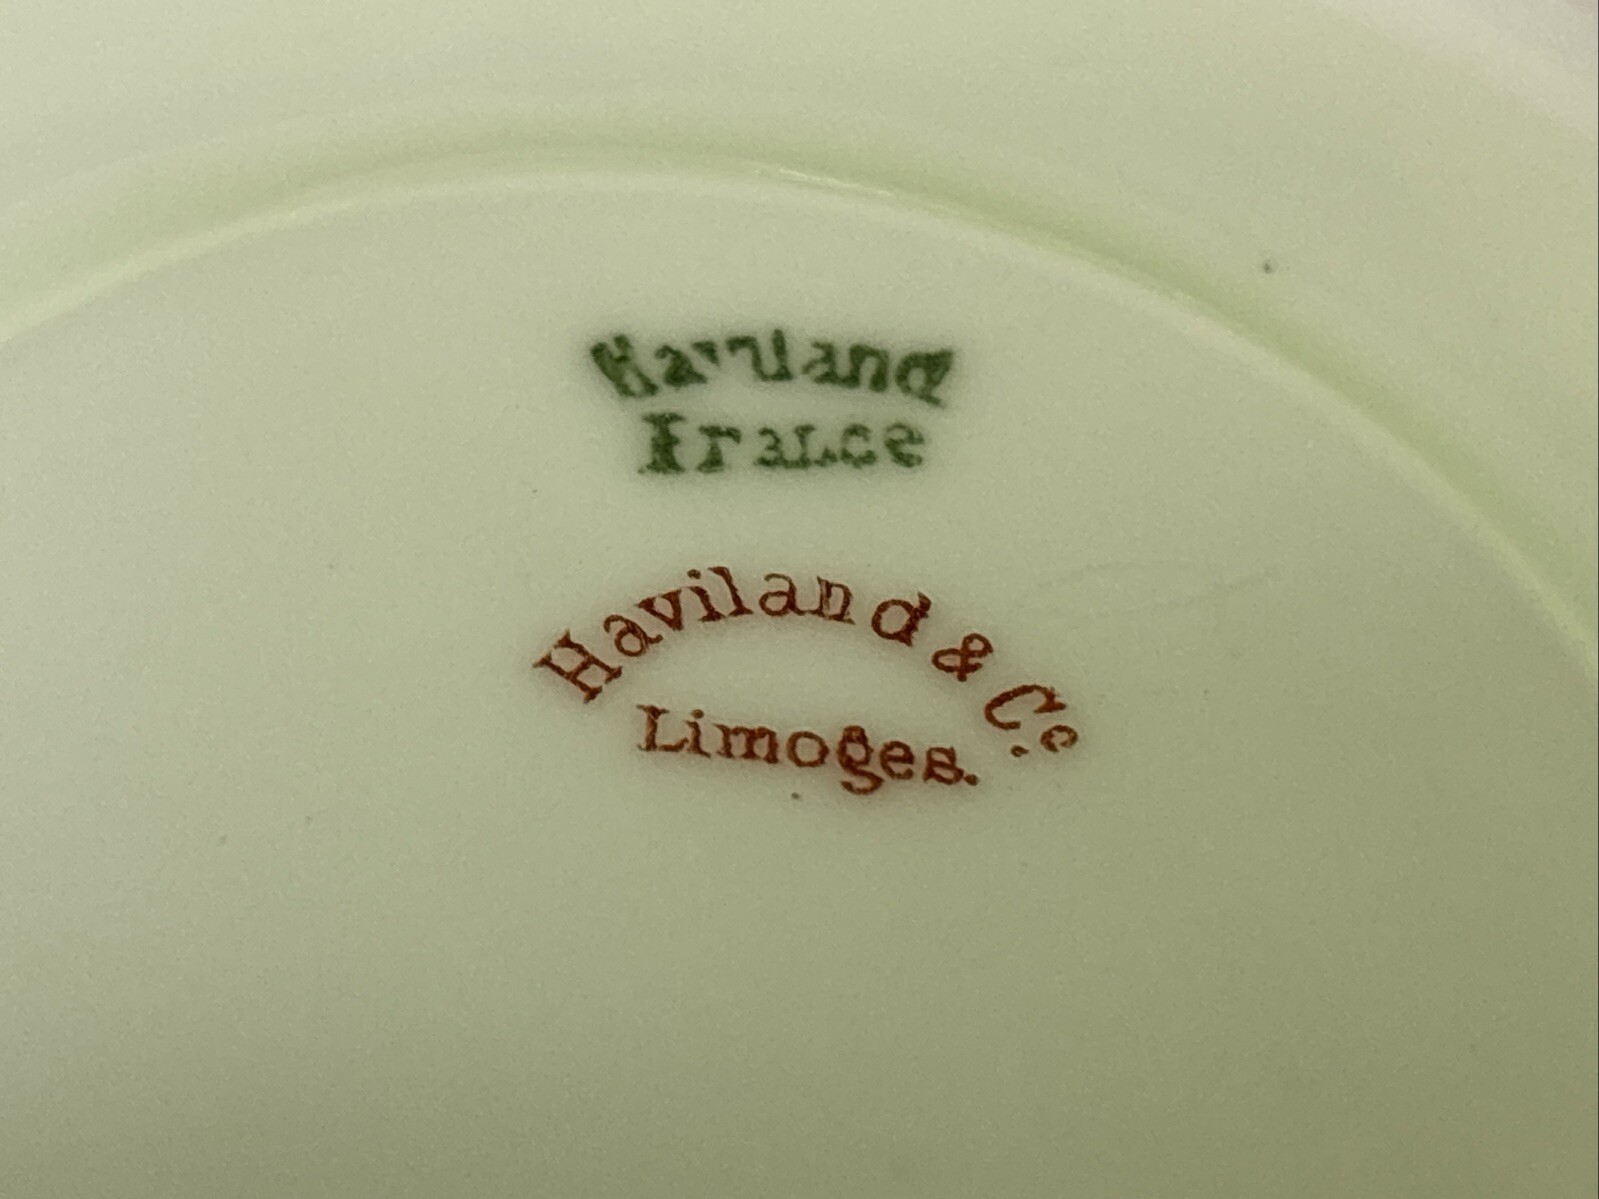 Haviland
France
Haviland & Co.
Limoges.